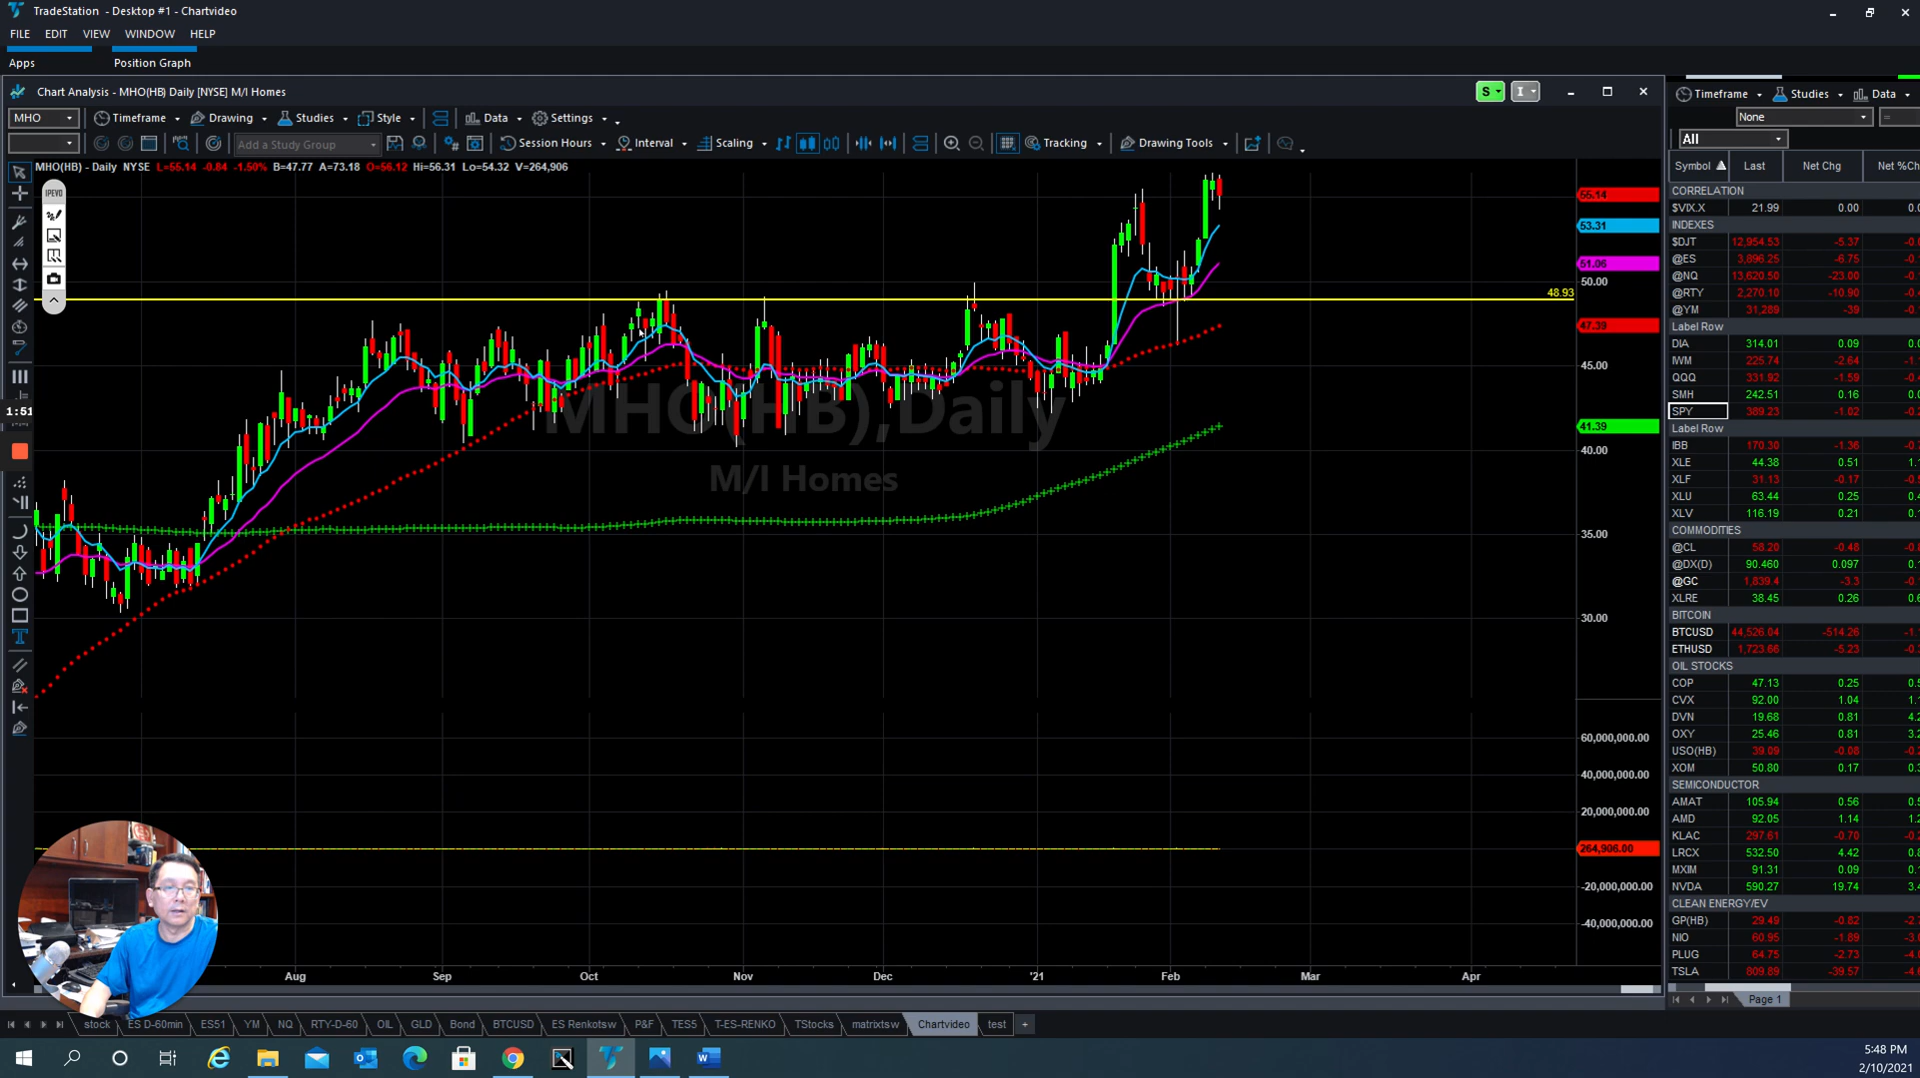 TradeStation - Desktop #1 - Chartvideo
FILE EDIT VIEW WINDOW HELP
Apps Position Graph
Chart Analysis - MHO(HB) Daily [NYSE] M/I Homes
S I
MHO Timeframe Drawing Studies Style Data Settings
Add a Study Group Session Hours Interval Scaling Tracking Drawing Tools
MHO(HB) - Daily NYSE L=55.14 -0.84 -1.50% B=47.77 A=73.18 O=56.12 Hi=56.31 Lo=54.32 V=264,906
IPEVO
1:51
MHO(HB),Daily
M/I Homes
48.93
55.14
53.31
51.06
50.00
47.39
45.00
41.39
40.00
35.00
30.00
60,000,000.00
40,000,000.00
20,000,000.00
264,906.00
-20,000,000.00
-40,000,000.00
Aug Sep Oct Nov Dec '21 Feb Mar Apr
Timeframe Studies Data
None =
All
Symbol Last Net Chg Net %Ch
CORRELATION
$VIX.X 21.99 0.00
INDEXES
$DJT 12,954.53 -5.37
@ES 3,896.25 -6.75
@NQ 13,620.50 -23.00
@RTY 2,270.10 -10.90
@YM 31,289 -39
Label Row
DIA 314.01 0.09
IWM 225.74 -2.64
QQQ 331.92 -1.59
SMH 242.51 0.16
SPY 389.23 -1.02
Label Row
IBB 170.30 -1.36
XLE 44.38 0.51
XLF 31.13 -0.17
XLU 63.44 0.25
XLV 116.19 0.21
COMMODITIES
@CL 58.20 -0.48
@DX(D) 90.460 0.097
@GC 1,839.4 -3.3
XLRE 38.45 0.26
BITCOIN
BTCUSD 44,526.04 -514.26
ETHUSD 1,723.66 -5.23
OIL STOCKS
COP 47.13 0.25
CVX 92.00 1.04
DVN 19.68 0.81
OXY 25.46 0.81
USO(HB) 39.09 -0.08
XOM 50.80 0.17
SEMICONDUCTOR
AMAT 105.94 0.56
AMD 92.05 1.14
KLAC 297.61 -0.70
LRCX 532.50 4.42
MXIM 91.31 0.09
NVDA 590.27 19.74
CLEAN ENERGY/EV
GP(HB) 29.49 -0.82
NIO 60.95 -1.89
PLUG 64.75 -2.73
TSLA 809.89 -39.57
Page 1
stock ES D-60min ES51 YM NQ RTY-D-60 OIL GLD Bond BTCUSD ES Renkotsw P&F TES5 T-ES-RENKO TStocks matrixtsw Chartvideo test +
5:48 PM
2/10/2021